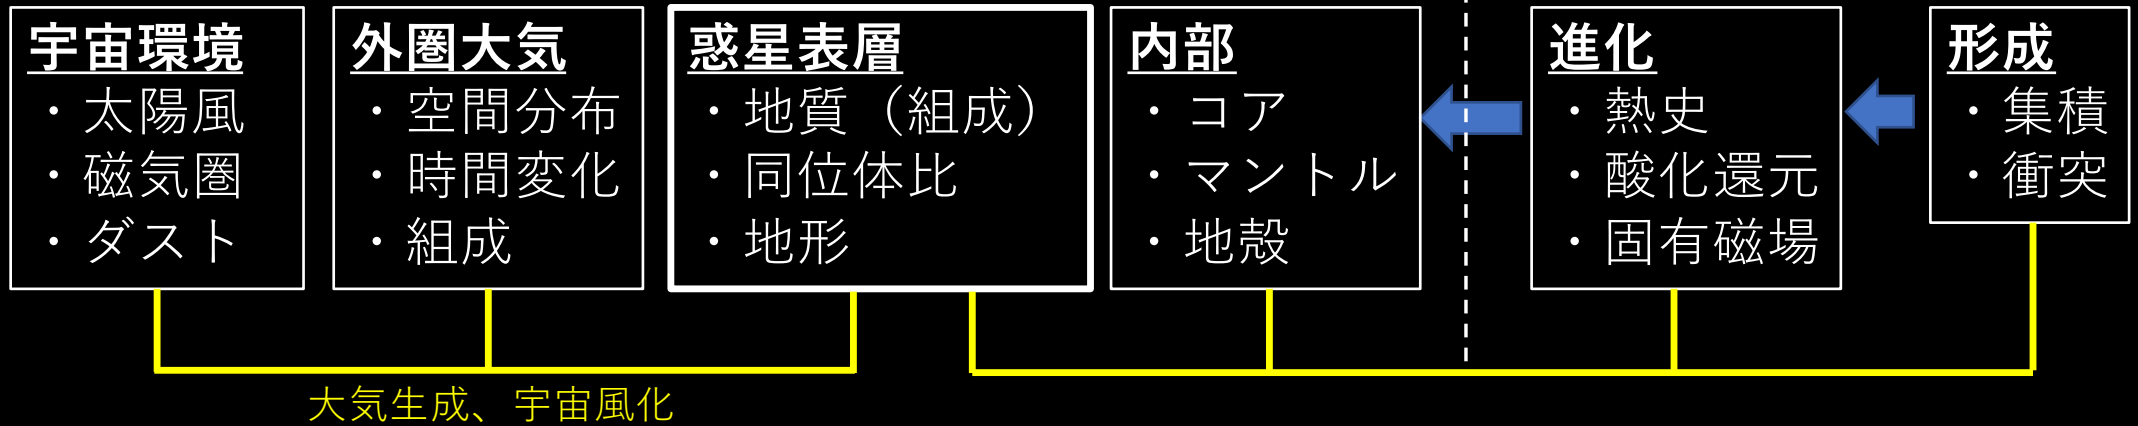 宇宙環境
・太陽風
・磁気圏
・ダスト
外圏大気
・空間分布
・時間変化
・組成
惑星表層
・地質（組成）
・同位体比
・地形
内部
・コア
・マントル
・地殻
進化
・熱史
・酸化還元
・固有磁場
形成
・集積
・衝突
大気生成、宇宙風化